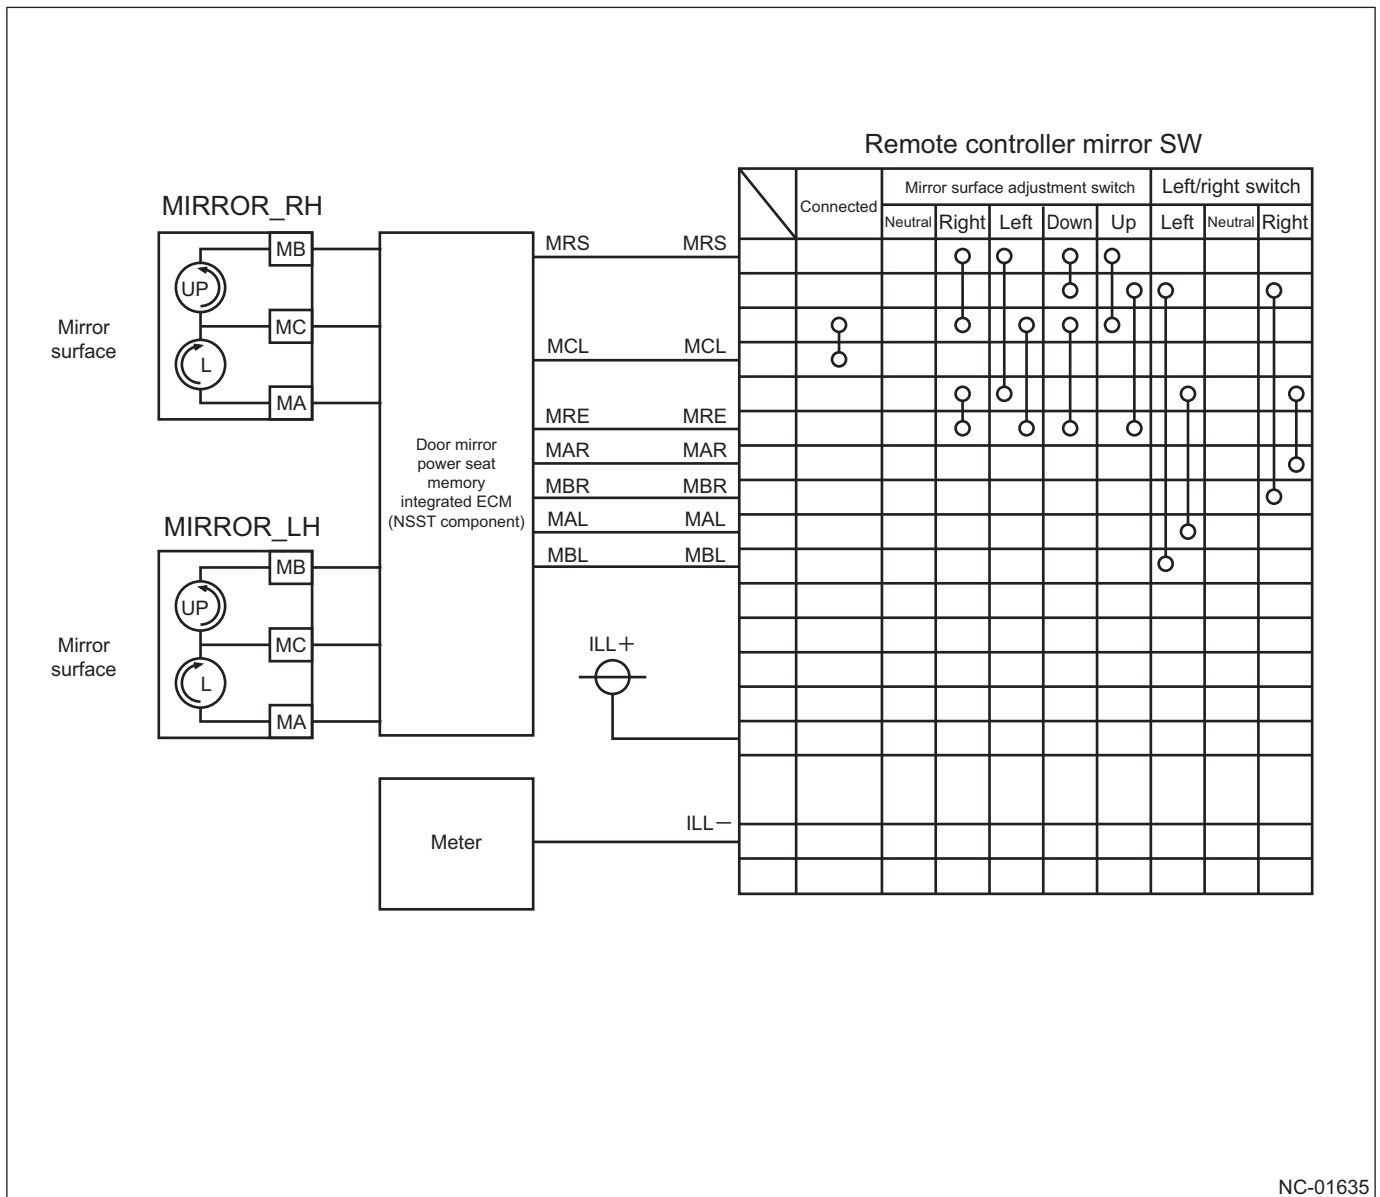 Remote controller mirror SW
Connected
Mirror surface adjustment switch
Left/right switch
Neutral Right Left Down Up Left Neutral Right
MIRROR_RH
MB
UP
MC
L
MA
Mirror
surface
MIRROR_LH
MB
UP
MC
L
MA
Mirror
surface
Door mirror
power seat
memory
integrated ECM
(NSST component)
MRS MRS
MCL MCL
MRE MRE
MAR MAR
MBR MBR
MAL MAL
MBL MBL
ILL+
Meter
ILL−
NC-01635